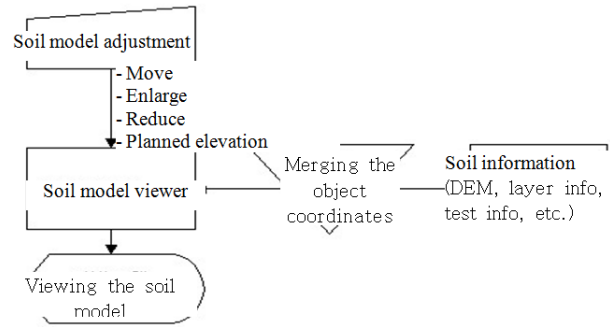 Soil model adjustment
- Move
- Enlarge
- Reduce
- Planned elevation
Soil model viewer
Merging the
object
coordinates
Soil information
(DEM, layer info,
test info, etc.)
Viewing the soil
model